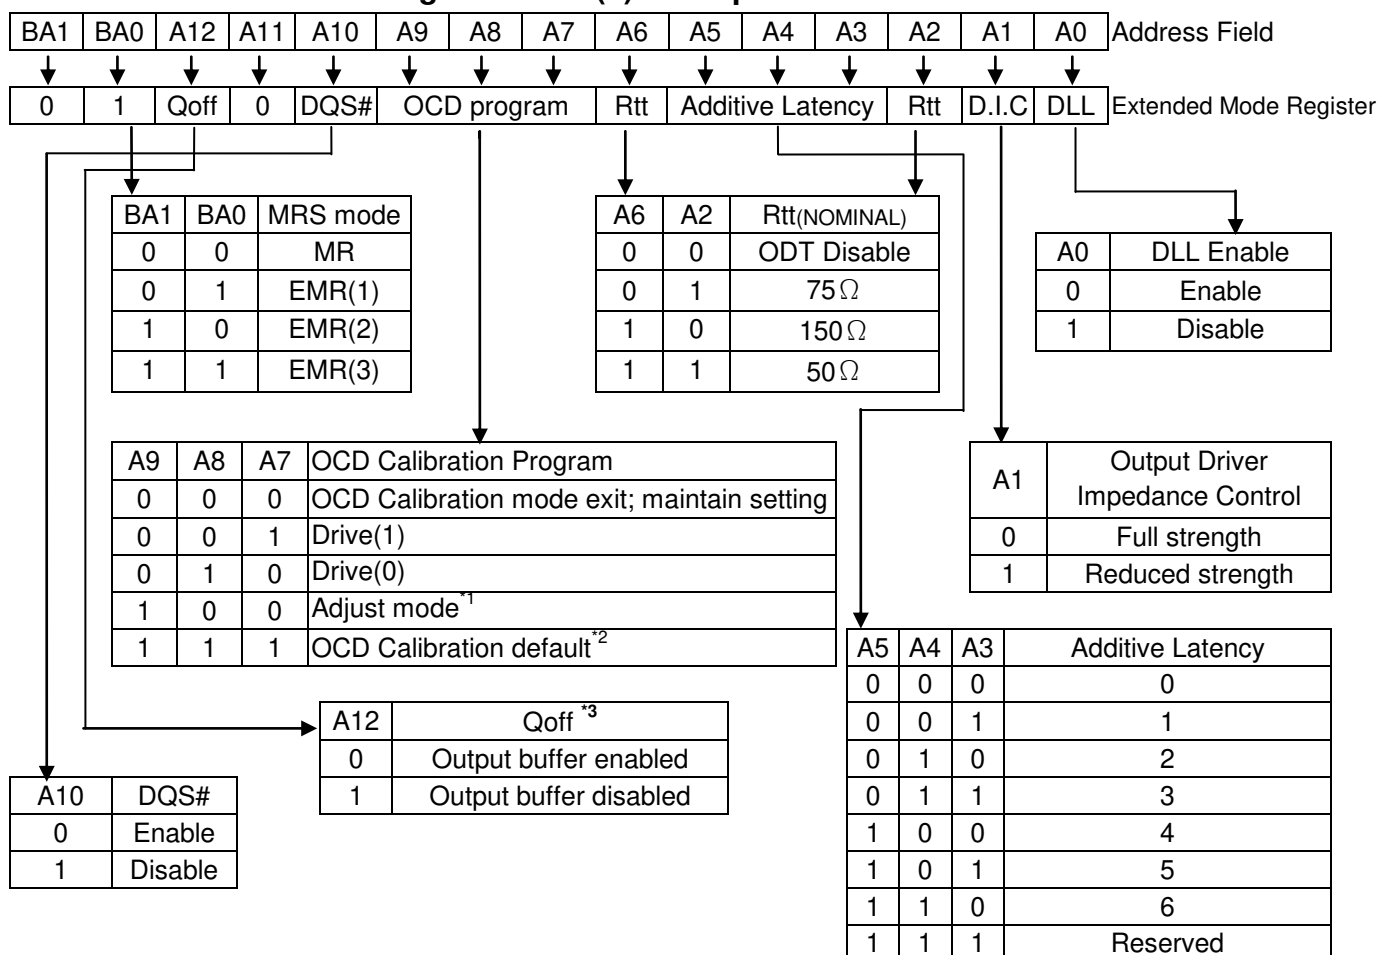 BA1 BA0 A12 A11 A10 A9 A8 A7 A6 A5 A4 A3 A2 A1 A0 Address Field
0 1 Qoff 0 DQS# OCD program Rtt Additive Latency Rtt D.I.C DLL Extended Mode Register
BA1 BA0 MRS mode
0 0 MR
0 1 EMR(1)
1 0 EMR(2)
1 1 EMR(3)
A6 A2 Rtt(NOMINAL)
0 0 ODT Disable
0 1 75Ω
1 0 150Ω
1 1 50Ω
A0 DLL Enable
0 Enable
1 Disable
A9 A8 A7 OCD Calibration Program
0 0 0 OCD Calibration mode exit; maintain setting
0 0 1 Drive(1)
0 1 0 Drive(0)
1 0 0 Adjust mode*1
1 1 1 OCD Calibration default*2
A1 Output Driver
Impedance Control
0 Full strength
1 Reduced strength
A12 Qoff *3
0 Output buffer enabled
1 Output buffer disabled
A10 DQS#
0 Enable
1 Disable
A5 A4 A3 Additive Latency
0 0 0 0
0 0 1 1
0 1 0 2
0 1 1 3
1 0 0 4
1 0 1 5
1 1 0 6
1 1 1 Reserved